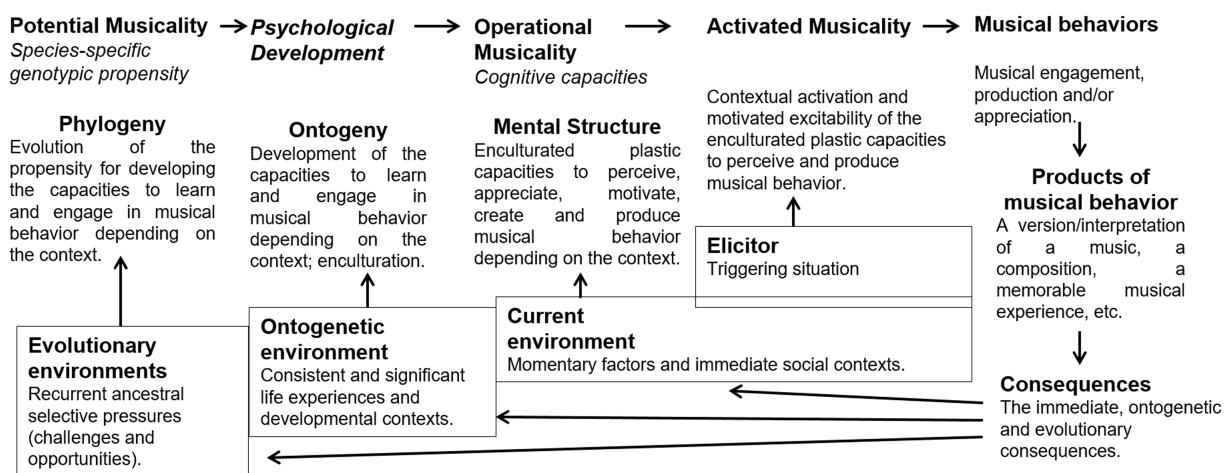 Potential Musicality
Species-specific
genotypic propensity
Phylogeny
Evolution of the
propensity for developing
the capacities to learn
and engage in musical
behavior depending on
the context.
Evolutionary
environments
Recurrent ancestral
selective pressures
(challenges and
opportunities).
Psychological
Development
Ontogeny
Development of the
capacities to learn
and engage in
musical behavior
depending on the
context; enculturation.
Ontogenetic
environment
Consistent and significant
life experiences and
developmental contexts.
Operational
Musicality
Cognitive capacities
Mental Structure
Enculturated plastic
capacities to perceive,
appreciate, motivate,
create and produce
musical behavior
depending on the context.
Current
environment
Momentary factors and immediate social contexts.
Activated Musicality
Contextual activation and
motivated excitability of the
enculturated plastic capacities
to perceive and produce
musical behavior.
Elicitor
Triggering situation
Musical behaviors
Musical engagement,
production and/or
appreciation.
Products of
musical behavior
A version/interpretation
of a music, a
composition, a
memorable musical
experience, etc.
Consequences
The immediate, ontogenetic
and evolutionary
consequences.